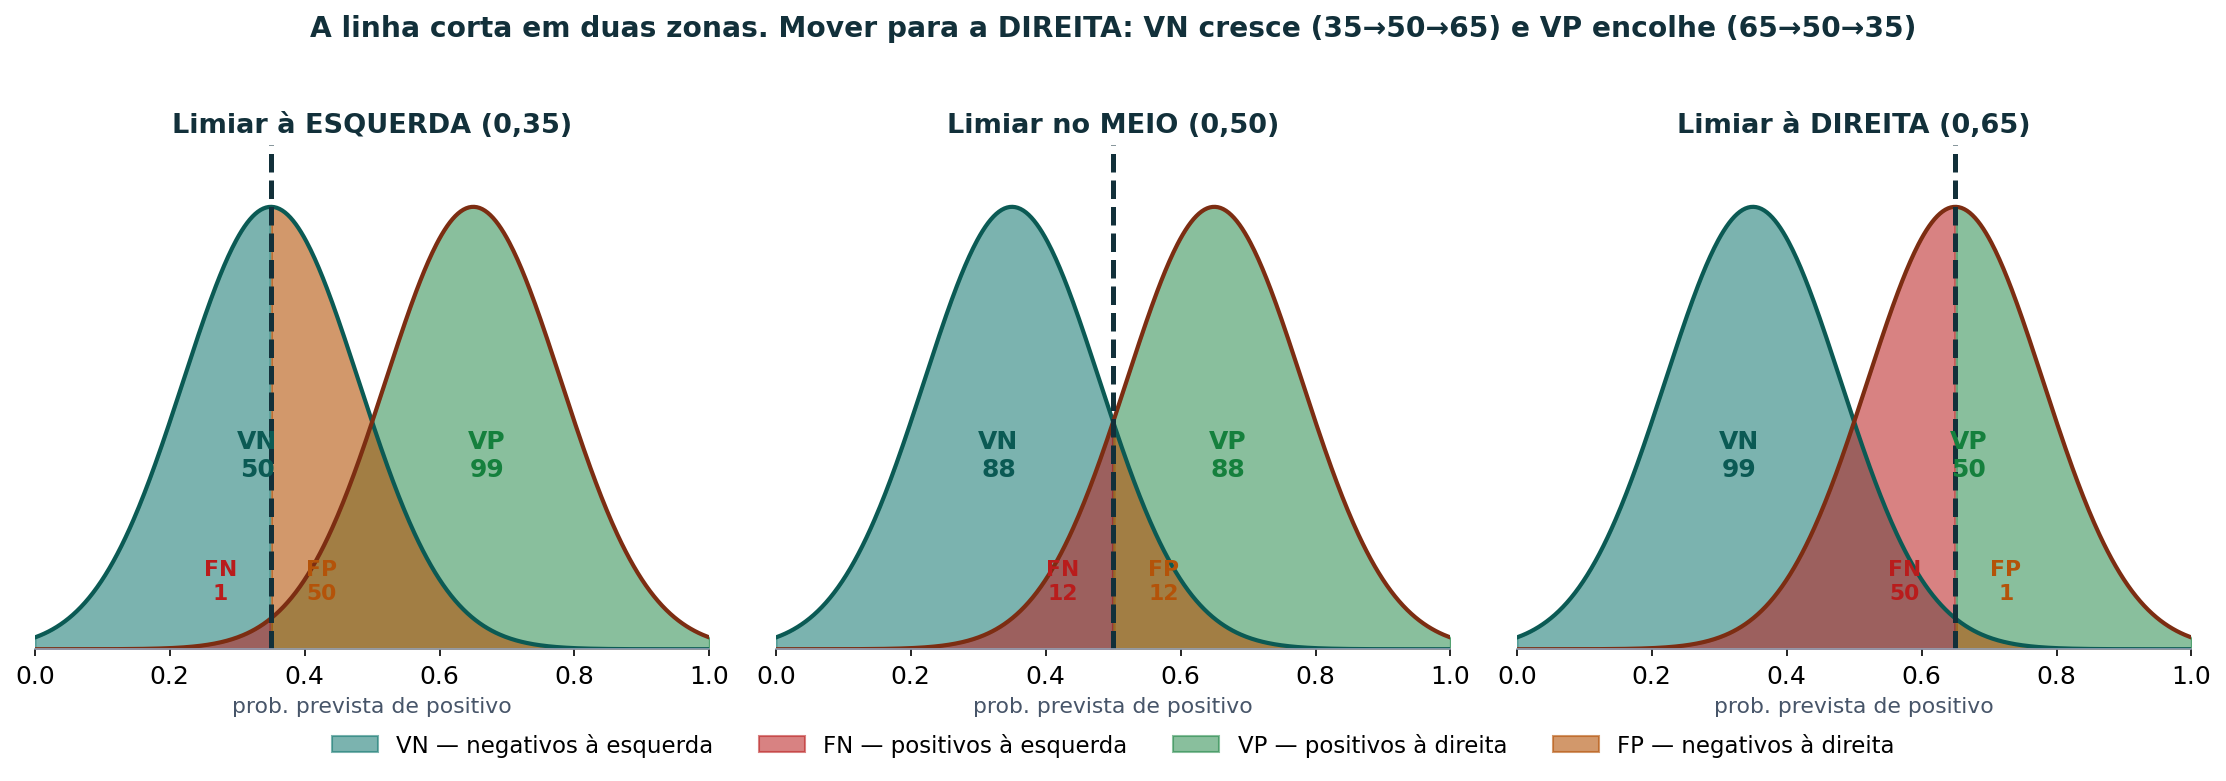 A linha corta em duas zonas. Mover para a DIREITA: VN cresce (35→50→65) e VP encolhe (65→50→35)
Limiar à ESQUERDA (0,35)
VN
50
VP
99
FN
1
FP
50
0.0 0.2 0.4 0.6 0.8 1.0
prob. prevista de positivo
Limiar no MEIO (0,50)
VN
88
VP
88
FN
12
FP
12
0.0 0.2 0.4 0.6 0.8 1.0
prob. prevista de positivo
Limiar à DIREITA (0,65)
VN
99
VP
50
FN
50
FP
1
0.0 0.2 0.4 0.6 0.8 1.0
prob. prevista de positivo
VN — negativos à esquerda
FN — positivos à esquerda
VP — positivos à direita
FP — negativos à direita